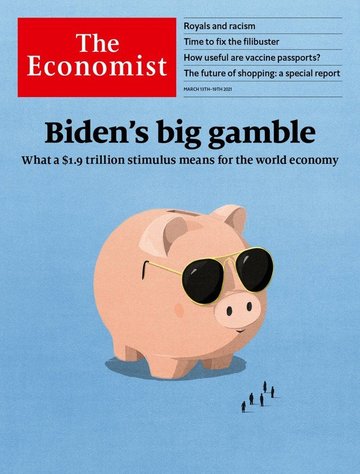 The
Economist
Royals and racism
Time to fix the filibuster
How useful are vaccine passports?
The future of shopping: a special report
MARCH 13TH–19TH 2021
Biden's big gamble
What a $1.9 trillion stimulus means for the world economy